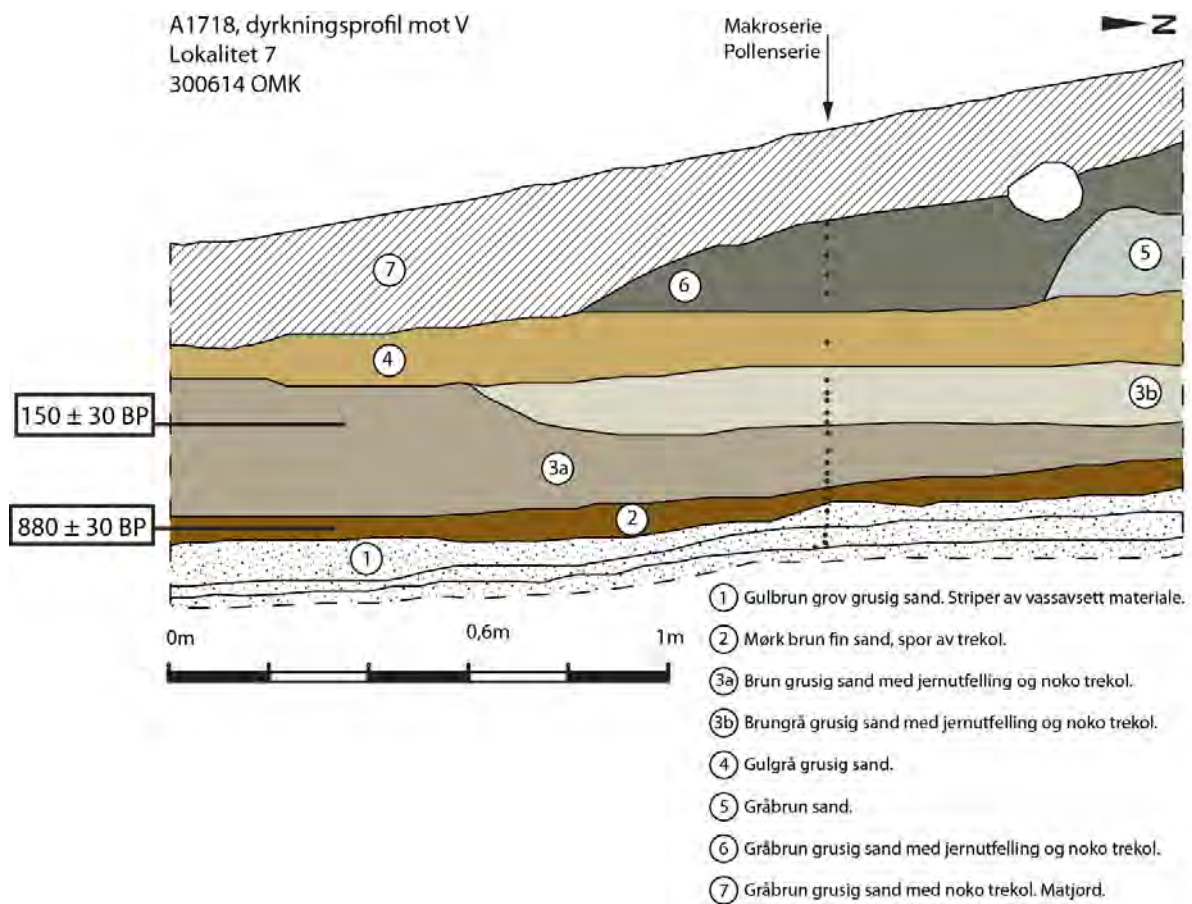 A1718, dyrkningsprofil mot V
Lokalitet 7
300614 OMK
Makroserie
Pollenserie
N
7
6
5
4
3b
150 ± 30 BP
3a
2
880 ± 30 BP
1
0m 0,6m 1m
1 Gulbrun grov grusig sand. Striper av vassavsett materiale.
2 Mørk brun fin sand, spor av trekol.
3a Brun grusig sand med jernutfelling og noko trekol.
3b Brungrå grusig sand med jernutfelling og noko trekol.
4 Gulgrå grusig sand.
5 Gråbrun sand.
6 Gråbrun grusig sand med jernutfelling og noko trekol.
7 Gråbrun grusig sand med noko trekol. Matjord.